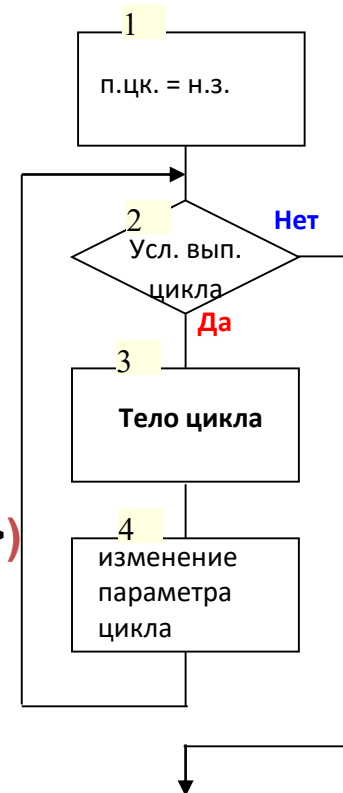 1
п.цк. = н.з.
2
Нет
Усл. вып.
цикла
Да
3
Тело цикла
)
4
изменение
параметра
цикла